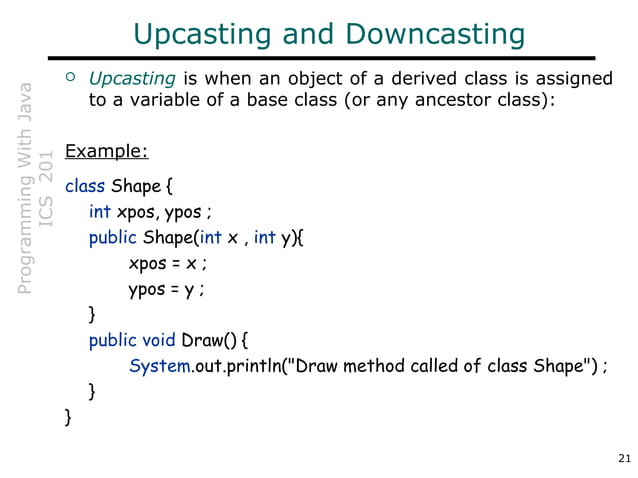 Upcasting and Downcasting
Programming With Java
ICS 201
Upcasting is when an object of a derived class is assigned
to a variable of a base class (or any ancestor class):
Example:
class Shape {
int xpos, ypos ;
public Shape(int x , int y){
xpos = x ;
ypos = y ;
}
public void Draw() {
System.out.println("Draw method called of class Shape") ;
}
}
21